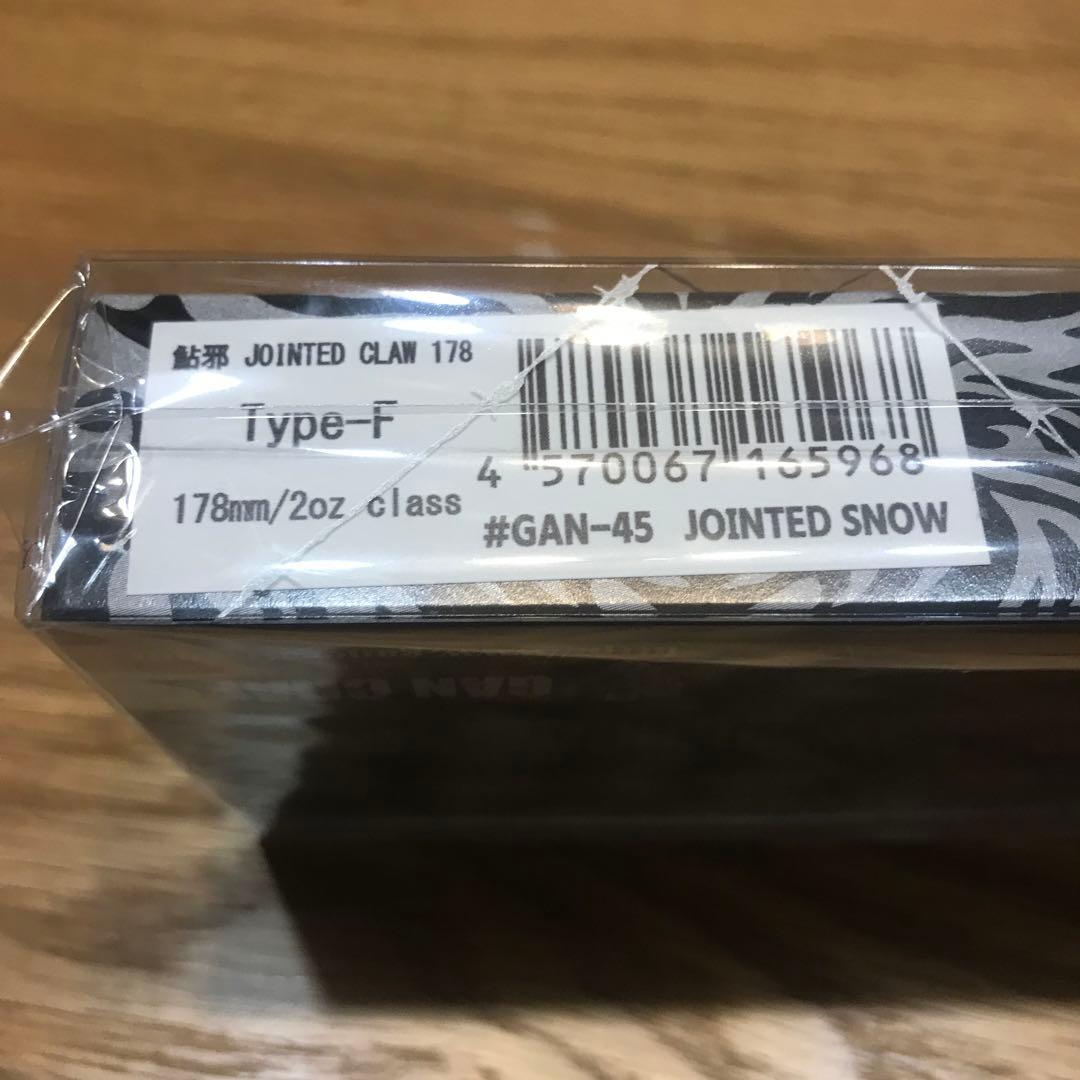 鮎邪 JOINTED CLAW 178
Type-F
178mm/2oz class
4 570067 165968
#GAN-45 JOINTED SNOW